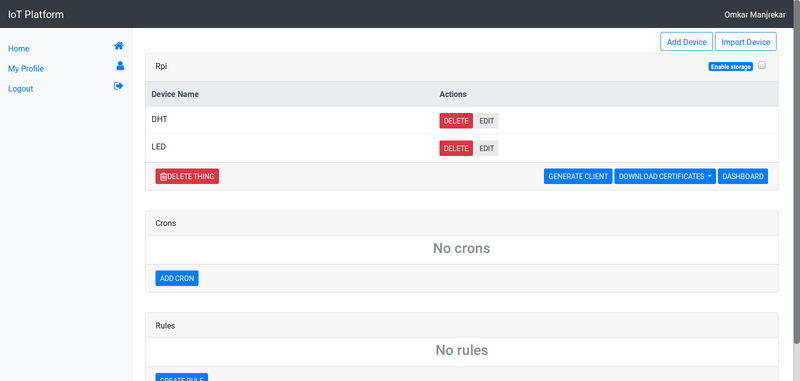 IoT Platform
Omkar Manjrekar
Home
My Profile
Logout
Add Device
Import Device
Rpi
Enable storage
Device Name
Actions
DHT
DELETE
EDIT
LED
DELETE
EDIT
DELETE THING
GENERATE CLIENT
DOWNLOAD CERTIFICATES
DASHBOARD
Crons
No crons
ADD CRON
Rules
No rules
CREATE RULE